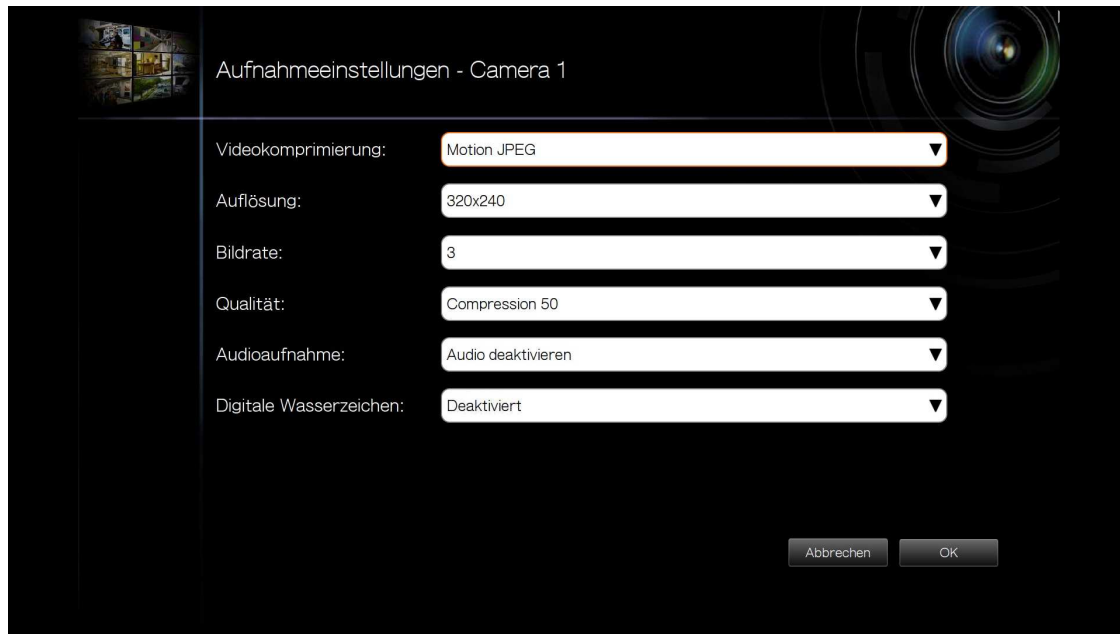 Aufnahmeeinstellungen - Camera 1
Videokomprimierung: Motion JPEG
Auflösung: 320x240
Bildrate: 3
Qualität: Compression 50
Audioaufnahme: Audio deaktivieren
Digitale Wasserzeichen: Deaktiviert
Abbrechen OK